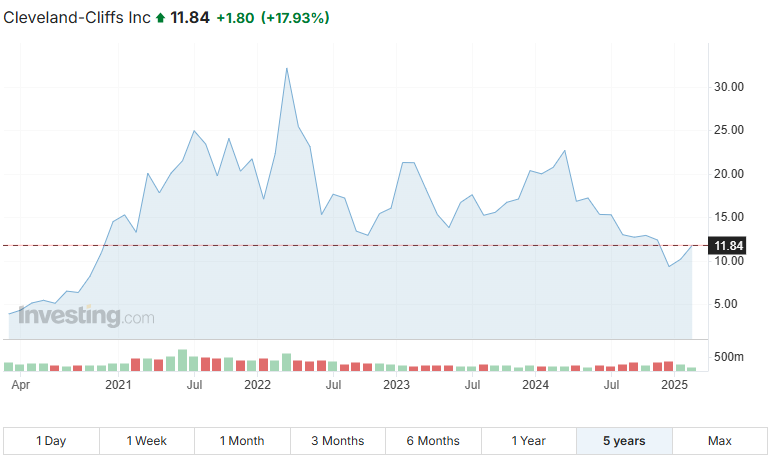 Cleveland-Cliffs Inc 11.84 +1.80 (+17.93%)
30.00
25.00
20.00
15.00
11.84
10.00
5.00
Investing.com
500m
Apr 2021 Jul 2022 Jul 2023 Jul 2024 Jul 2025
1 Day 1 Week 1 Month 3 Months 6 Months 1 Year 5 years Max